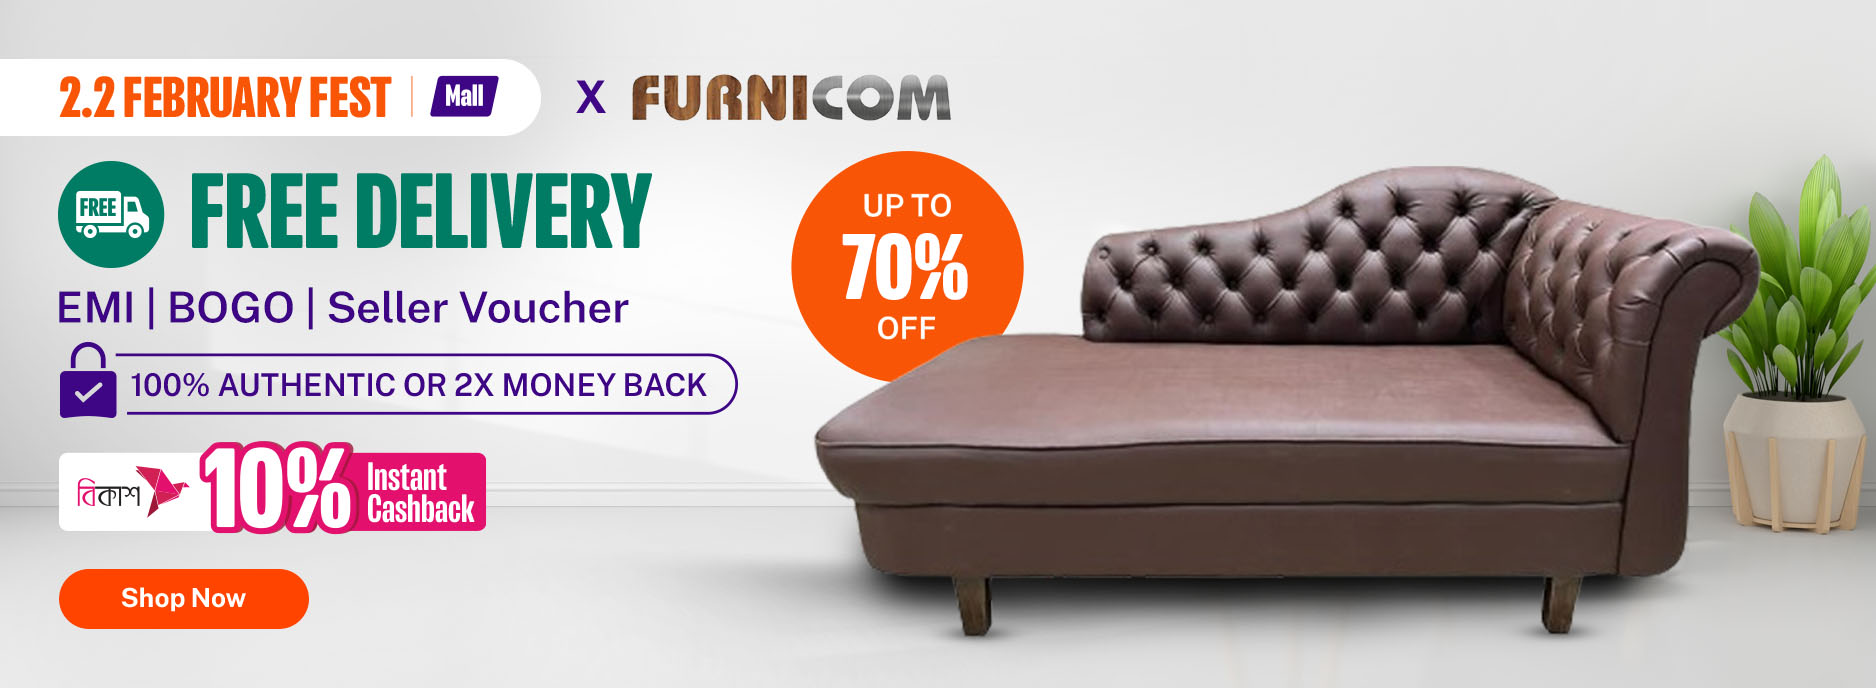 2.2 FEBRUARY FEST | Mall X FURNICOM
FREE
FREE DELIVERY
EMI | BOGO | Seller Voucher
100% AUTHENTIC OR 2X MONEY BACK
বিকাশ 10% Instant
Cashback
Shop Now
UP TO
70%
OFF